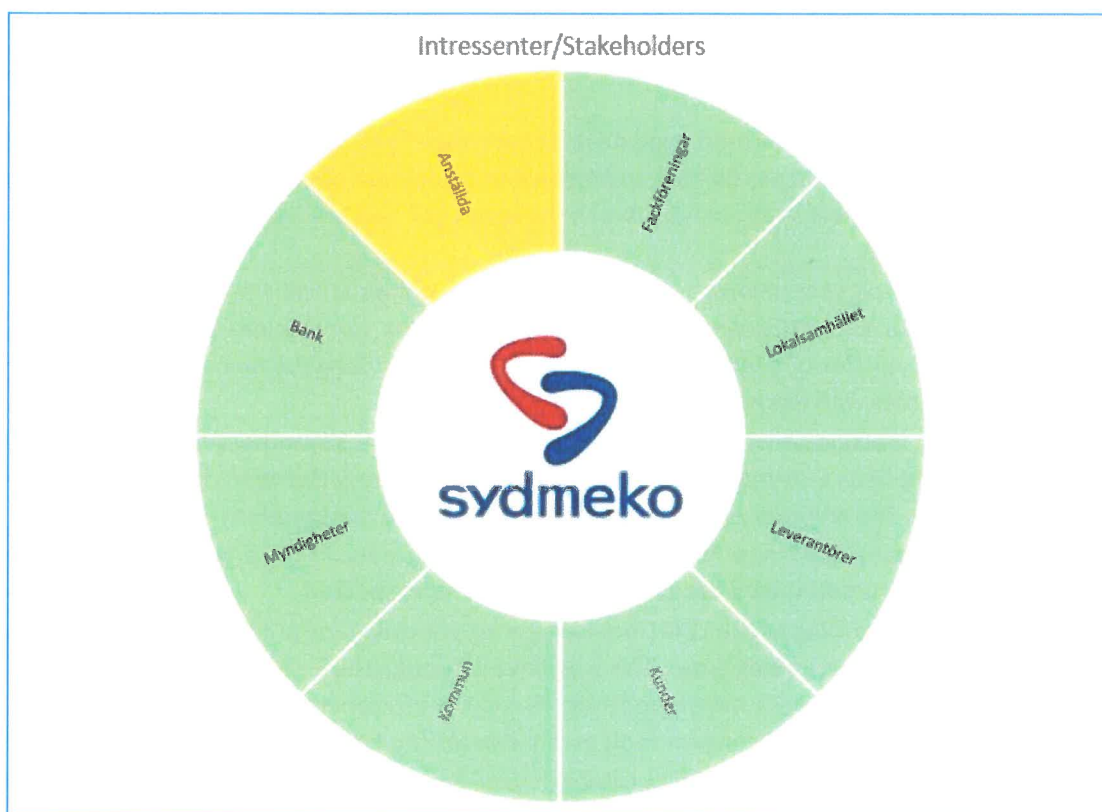 Intressenter/Stakeholders
Fackföreningar
Lokalsamhället
Leverantörer
Kunder
Kommun
Myndigheter
Bank
Anställda
sydmeko